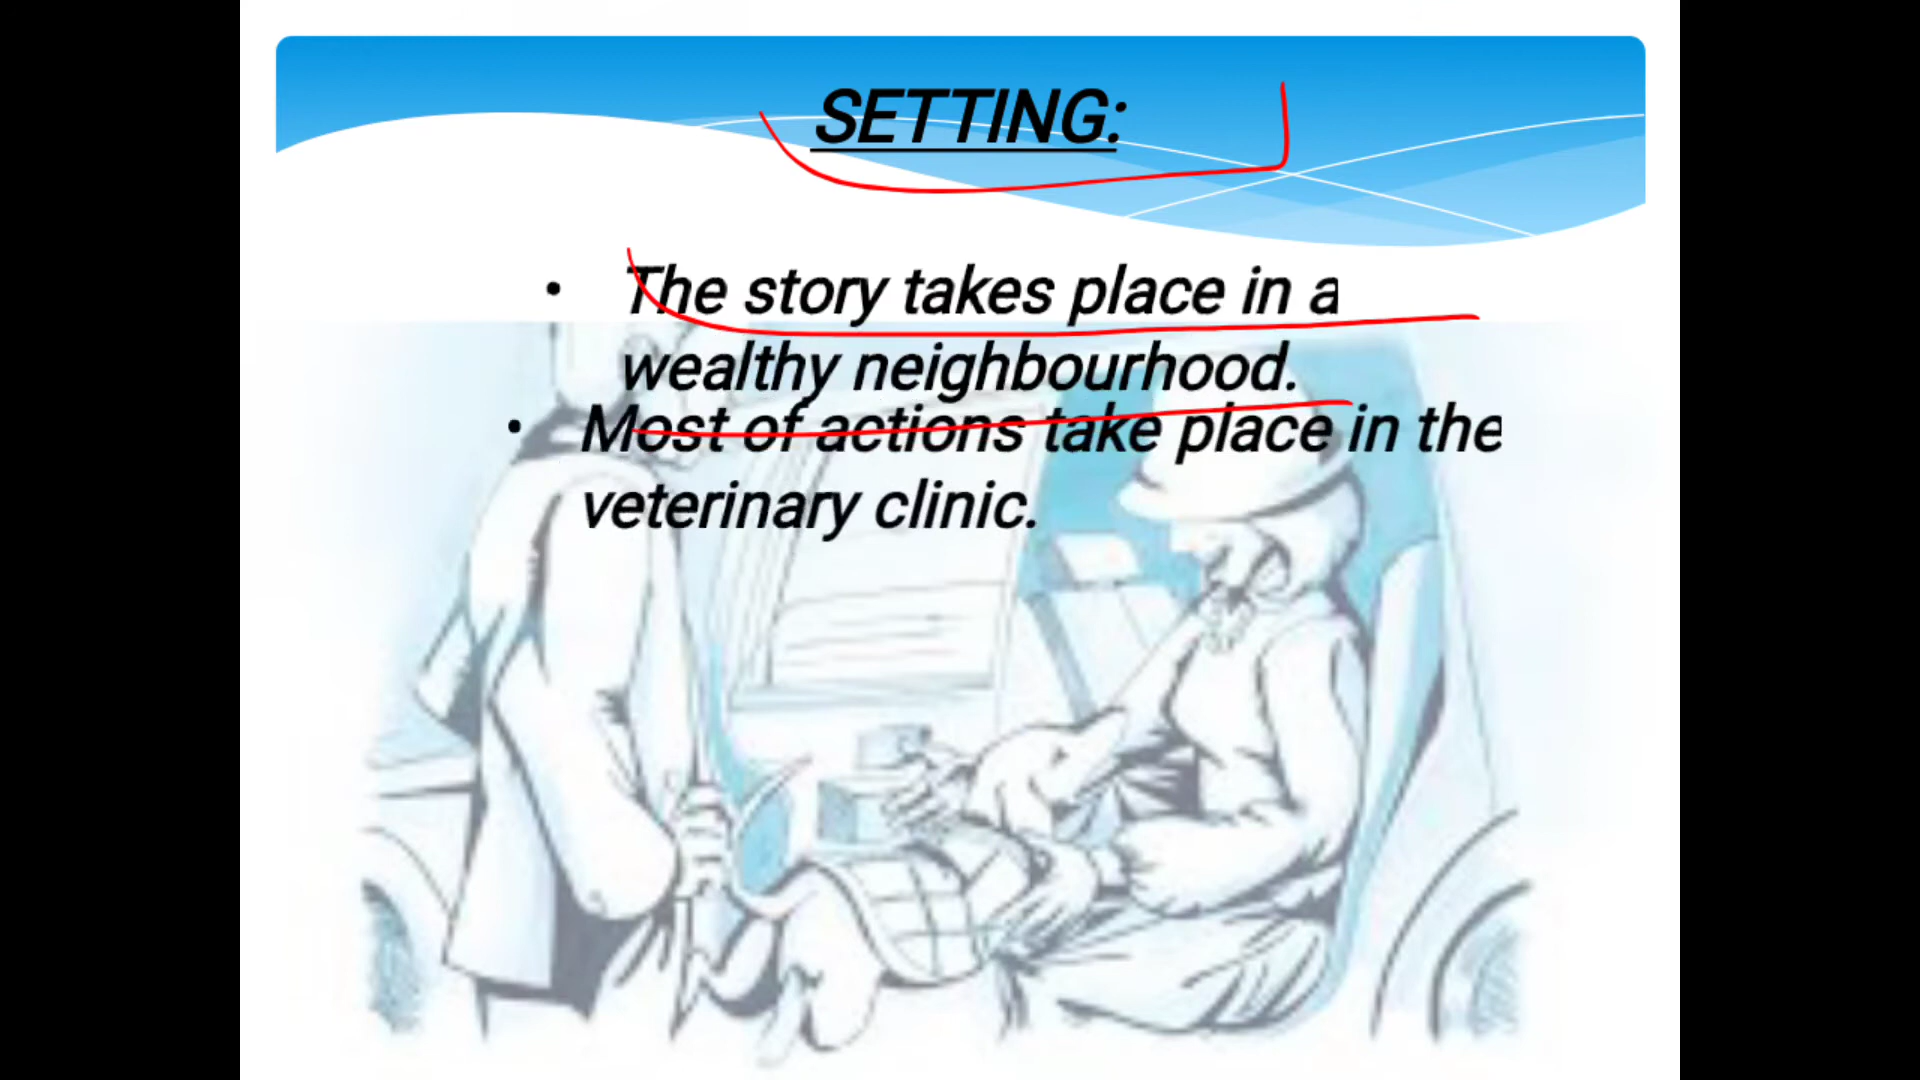 SETTING:
• The story takes place in a
wealthy neighbourhood.
• Most of actions take place in the
veterinary clinic.